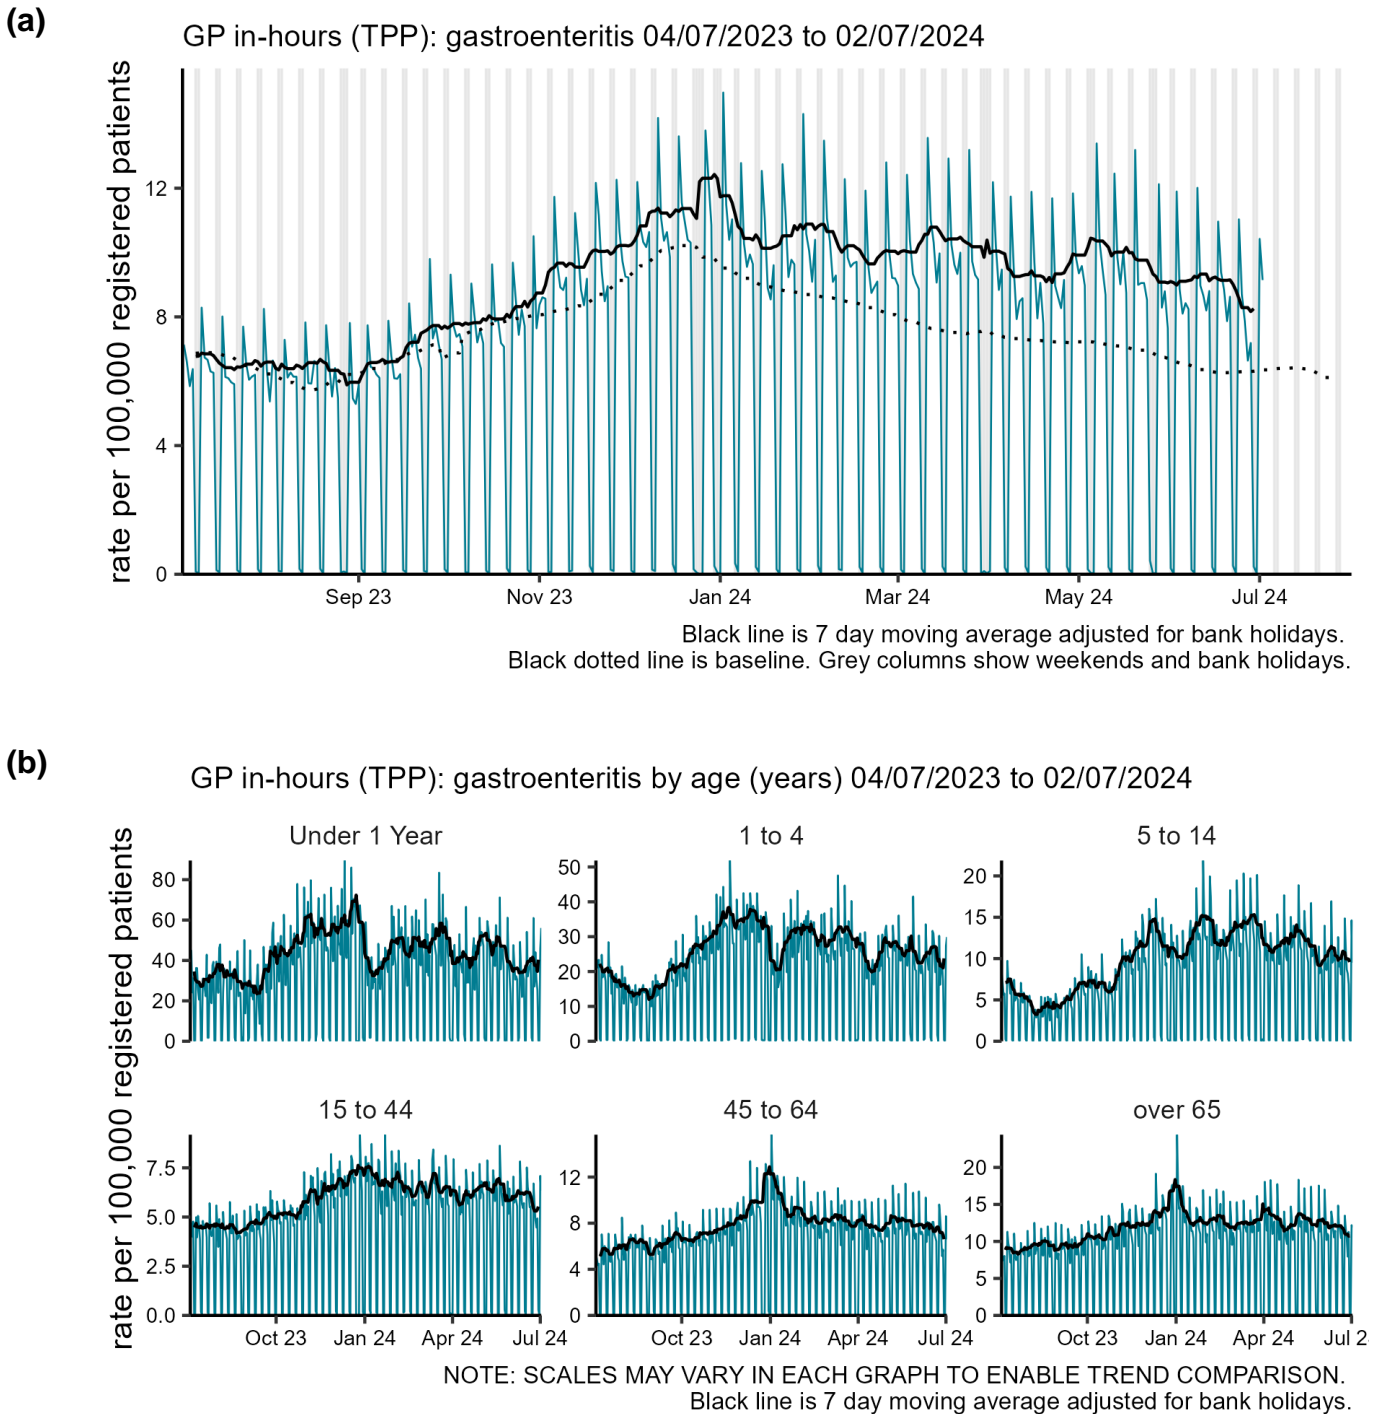 (a)
GP in-hours (TPP): gastroenteritis 04/07/2023 to 02/07/2024
rate per 100,000 registered patients
12
8
4
0
Sep 23 Nov 23 Jan 24 Mar 24 May 24 Jul 24
Black line is 7 day moving average adjusted for bank holidays.
Black dotted line is baseline. Grey columns show weekends and bank holidays.
(b)
GP in-hours (TPP): gastroenteritis by age (years) 04/07/2023 to 02/07/2024
rate per 100,000 registered patients
Under 1 Year
80
60
40
20
0
1 to 4
50
40
30
20
10
0
5 to 14
20
15
10
5
0
15 to 44
7.5
5.0
2.5
0.0
Oct 23 Jan 24 Apr 24 Jul 24
45 to 64
12
8
4
0
Oct 23 Jan 24 Apr 24 Jul 24
over 65
20
15
10
5
0
Oct 23 Jan 24 Apr 24 Jul 2
NOTE: SCALES MAY VARY IN EACH GRAPH TO ENABLE TREND COMPARISON.
Black line is 7 day moving average adjusted for bank holidays.